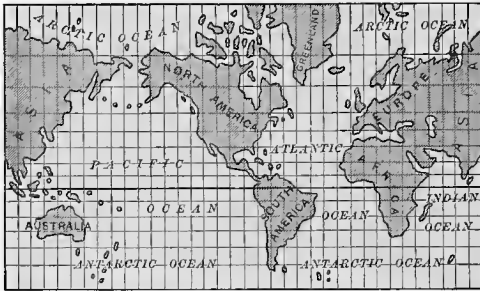 ARCTIC OCEAN
ARCTIC OCEAN
GREENLAND
ASIA
NORTH AMERICA
EUROPE
ASIA
ATLANTIC
PACIFIC
AFRICA
OCEAN
SOUTH AMERICA
OCEAN
INDIAN
OCEAN
AUSTRALIA
ANTARKTIC OCEAN
ANTARCTIC OCEAN